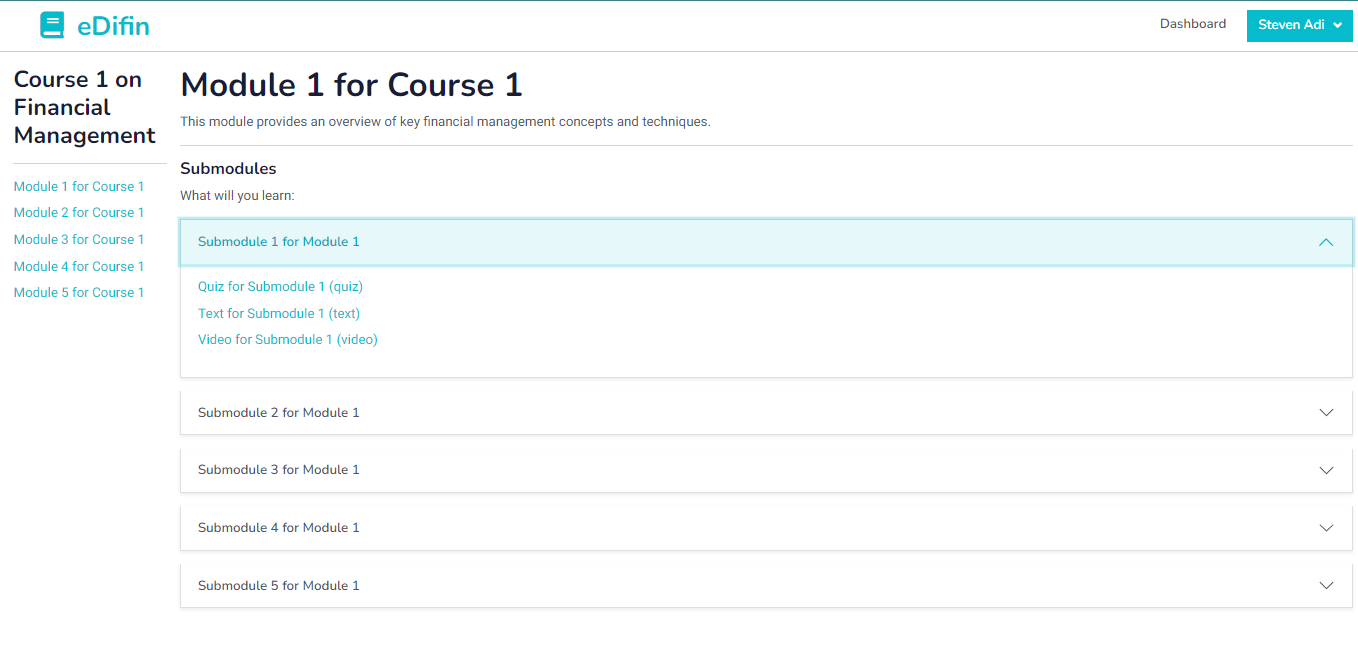 eDifin
Dashboard
Steven Adi
Course 1 on
Financial
Management
Module 1 for Course 1
Module 2 for Course 1
Module 3 for Course 1
Module 4 for Course 1
Module 5 for Course 1
Module 1 for Course 1
This module provides an overview of key financial management concepts and techniques.
Submodules
What will you learn:
Submodule 1 for Module 1
Quiz for Submodule 1 (quiz)
Text for Submodule 1 (text)
Video for Submodule 1 (video)
Submodule 2 for Module 1
Submodule 3 for Module 1
Submodule 4 for Module 1
Submodule 5 for Module 1